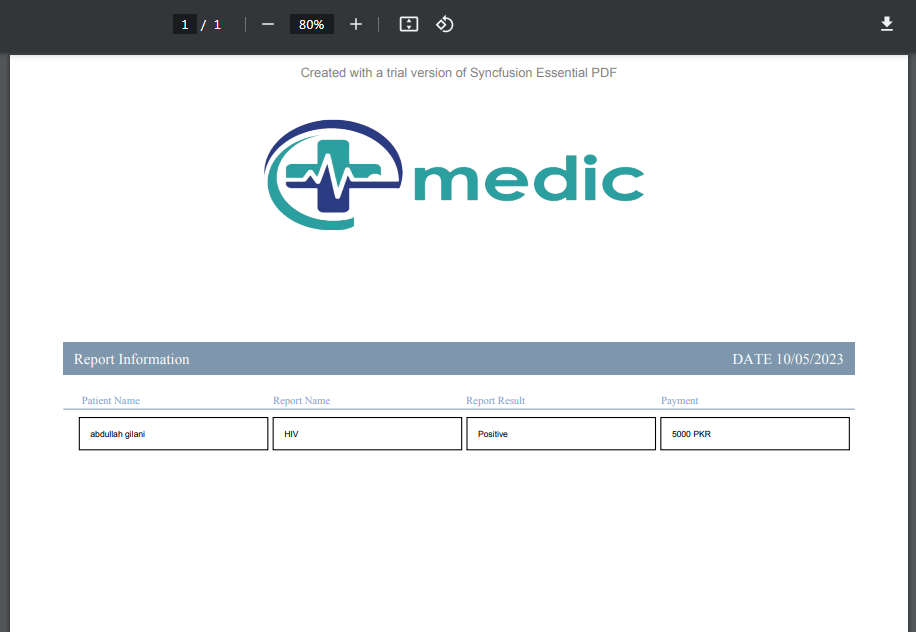 1 / 1 80%
Created with a trial version of Syncfusion Essential PDF
medic
Report Information DATE 10/05/2023
Patient Name Report Name Report Result Payment
abdullah gilani HIV Positive 5000 PKR